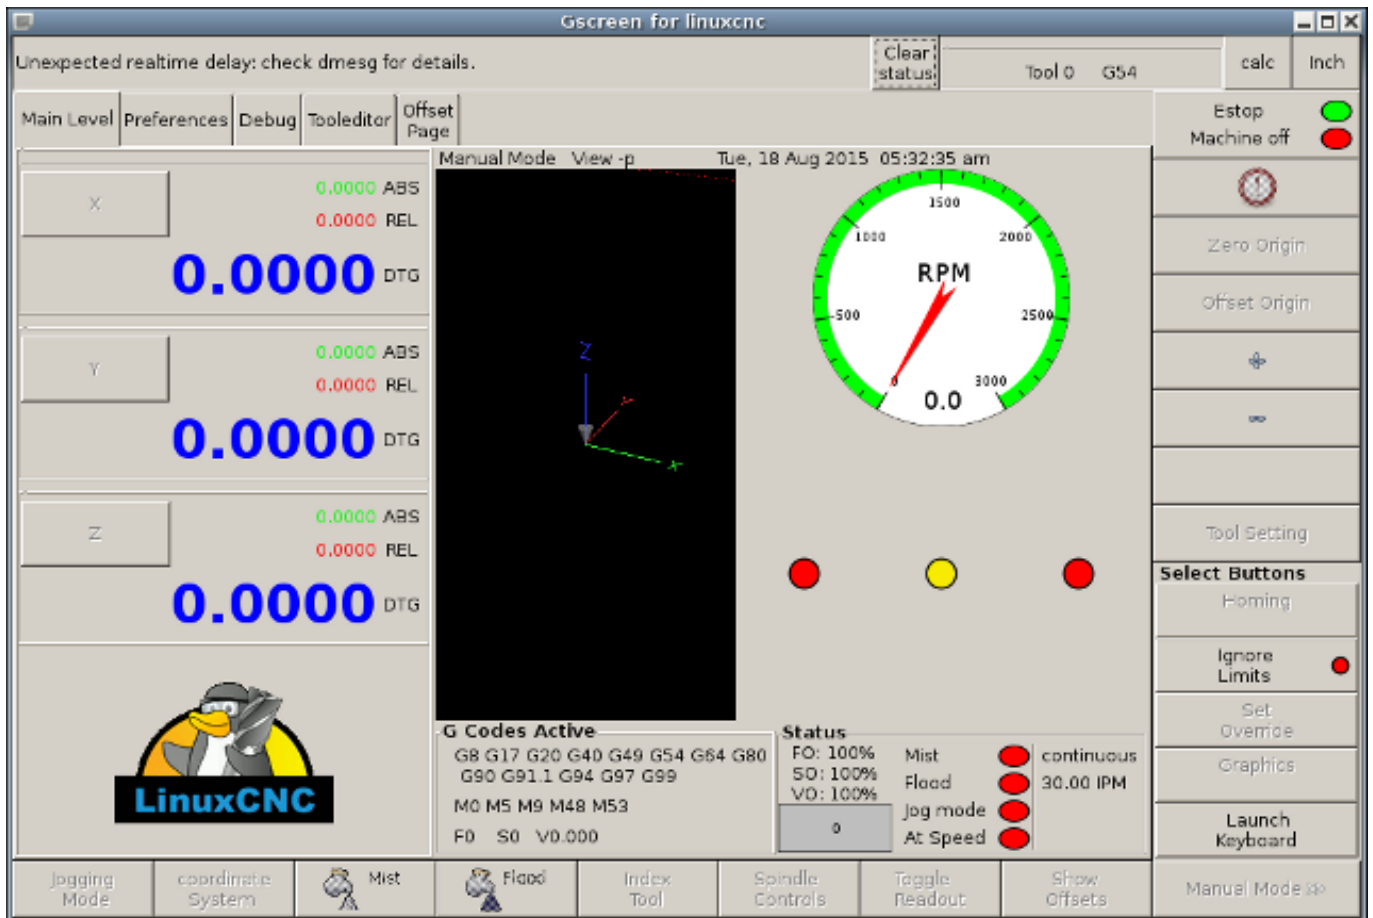 Gscreen for linuxcnc
Unexpected realtime delay: check dmesg for details.
Clear
status
Tool 0 G54
calc
Inch
Main Level
Preferences
Debug
Tooleditor
Offset
Page
Estop
Machine off
Manual Mode View -p Tue, 18 Aug 2015 05:32:35 am
X
0.0000 ABS
0.0000 REL
0.0000 DTG
Y
0.0000 ABS
0.0000 REL
0.0000 DTG
Z
0.0000 ABS
0.0000 REL
0.0000 DTG
LinuxCNC
Z
Y
X
1500
1000
2000
RPM
500
2500
0
3000
0.0
G Codes Active
G8 G17 G20 G40 G49 G54 G64 G80
G90 G91.1 G94 G97 G99
M0 M5 M9 M48 M53
F0 S0 V0.000
Status
FO: 100%
SO: 100%
VO: 100%
0
Mist
Flood
Jog mode
At Speed
continuous
30.00 IPM
Zero Origin
Offset Origin
Tool Setting
Select Buttons
Homing
Ignore
Limits
Set
Override
Graphics
Launch
Keyboard
Jogging
Mode
coordinate
System
Mist
Flood
Index
Tool
Spindle
Controls
Toggle
Readout
Show
Offsets
Manual Mode >>